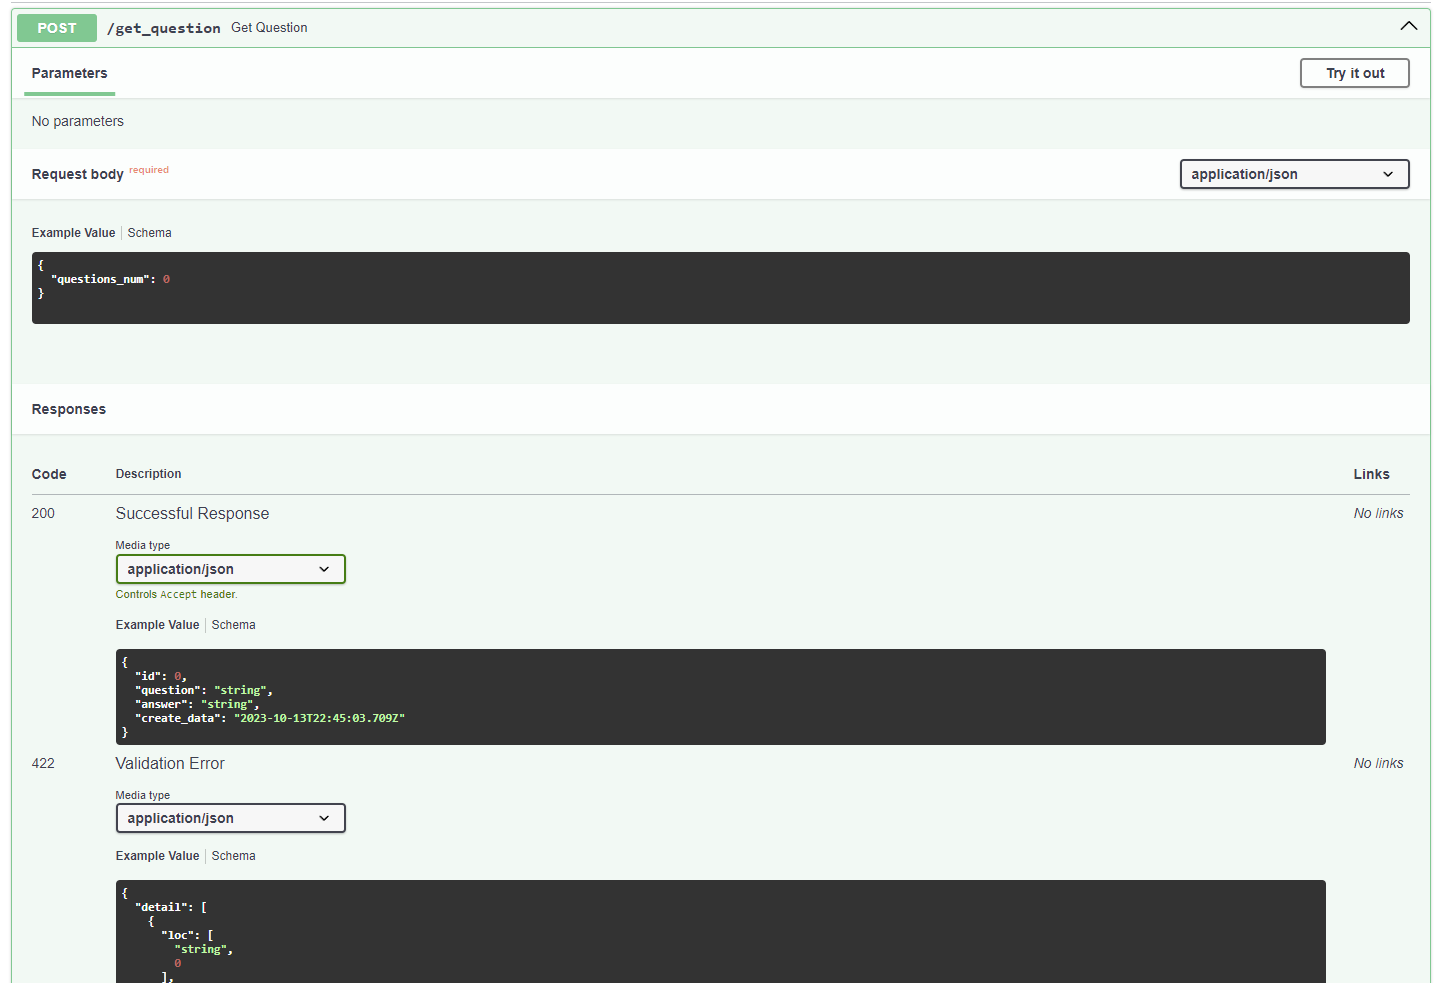 POST /get_question Get Question
Parameters
Try it out
No parameters
Request body required
application/json
Example Value Schema
{
"questions_num": 0
}
Responses
Code Description Links
200 Successful Response No links
Media type
application/json
Controls Accept header.
Example Value Schema
{
"id": 0,
"question": "string",
"answer": "string",
"create_data": "2023-10-13T22:45:03.709Z"
}
422 Validation Error No links
Media type
application/json
Example Value Schema
{
"detail": [
{
"loc": [
"string",
0
],